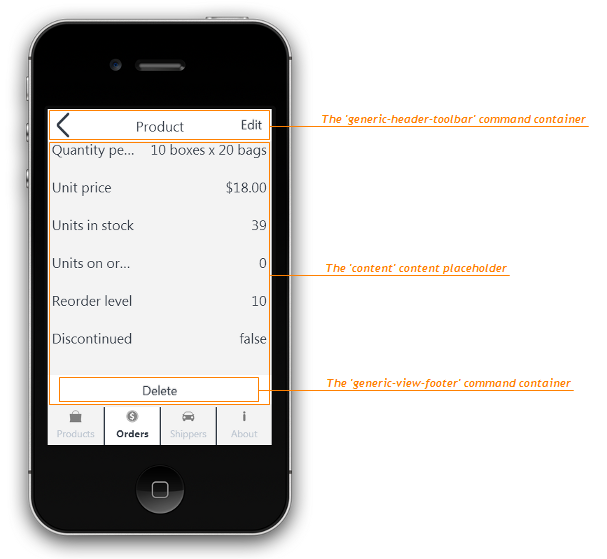 Product Edit
The 'generic-header-toolbar' command container
Quantity pe... 10 boxes x 20 bags
Unit price $18.00
Units in stock 39
Units on or... 0
The 'content' content placeholder
Reorder level 10
Discontinued false
The 'generic-view-footer' command container
Delete
Products Orders Shippers About